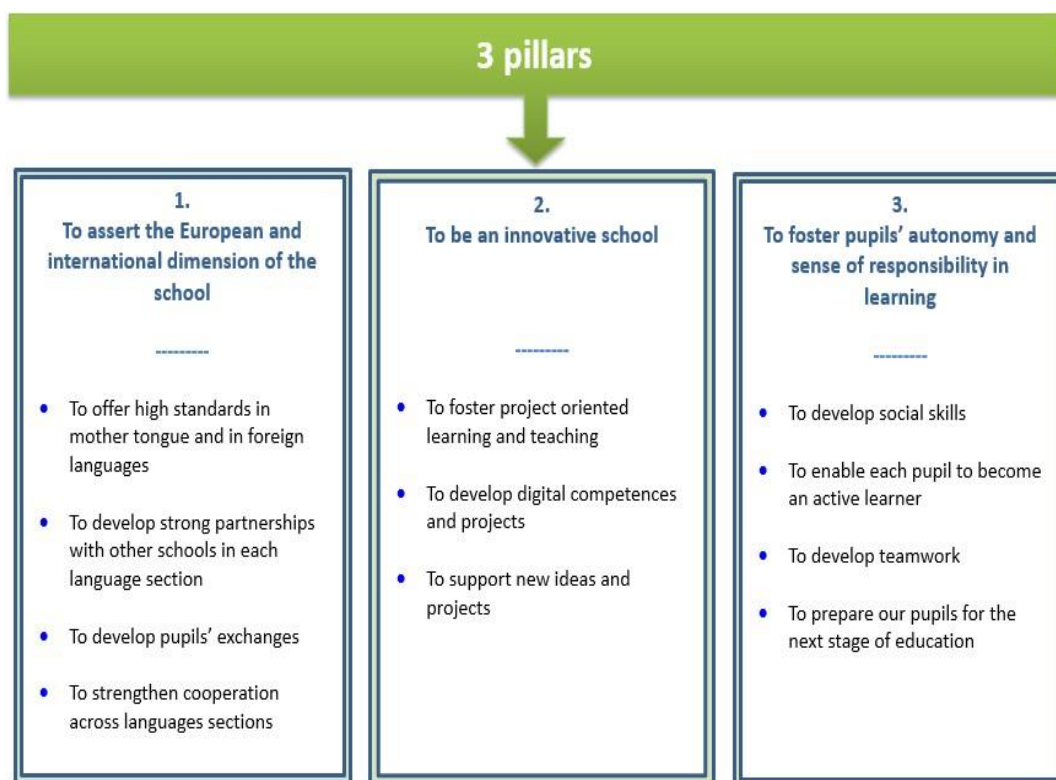 3 pillars
1.
To assert the European and
international dimension of the
school
---------
• To offer high standards in
mother tongue and in foreign
languages
• To develop strong partnerships
with other schools in each
language section
• To develop pupils’ exchanges
• To strengthen cooperation
across languages sections
2.
To be an innovative school
---------
• To foster project oriented
learning and teaching
• To develop digital competences
and projects
• To support new ideas and
projects
3.
To foster pupils’ autonomy and
sense of responsibility in
learning
---------
• To develop social skills
• To enable each pupil to become
an active learner
• To develop teamwork
• To prepare our pupils for the
next stage of education